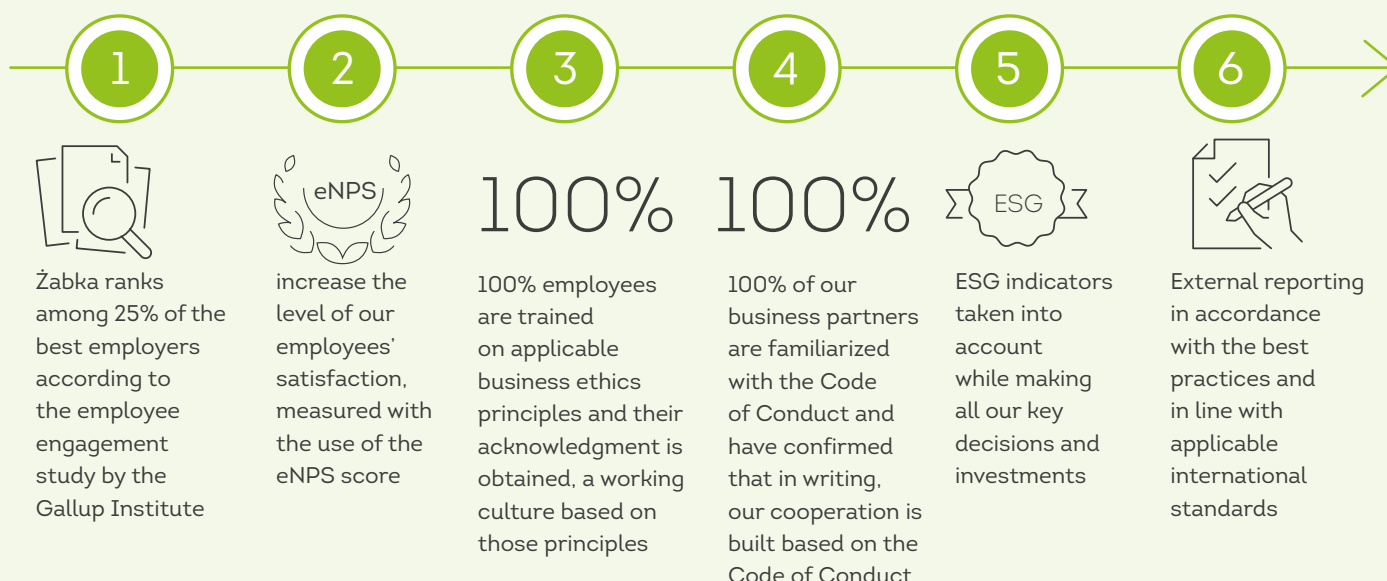 1
2
3
4
5
6
eNPS
100%
100%
ESG
Żabka ranks
among 25% of the
best employers
according to
the employee
engagement
study by the
Gallup Institute
increase the
level of our
employees’
satisfaction,
measured with
the use of the
eNPS score
100% employees
are trained
on applicable
business ethics
principles and their
acknowledgment is
obtained, a working
culture based on
those principles
100% of our
business partners
are familiarized
with the Code
of Conduct and
have confirmed
that in writing,
our cooperation is
built based on the
Code of Conduct
ESG indicators
taken into
account
while making
all our key
decisions and
investments
External reporting
in accordance
with the best
practices and
in line with
applicable
international
standards